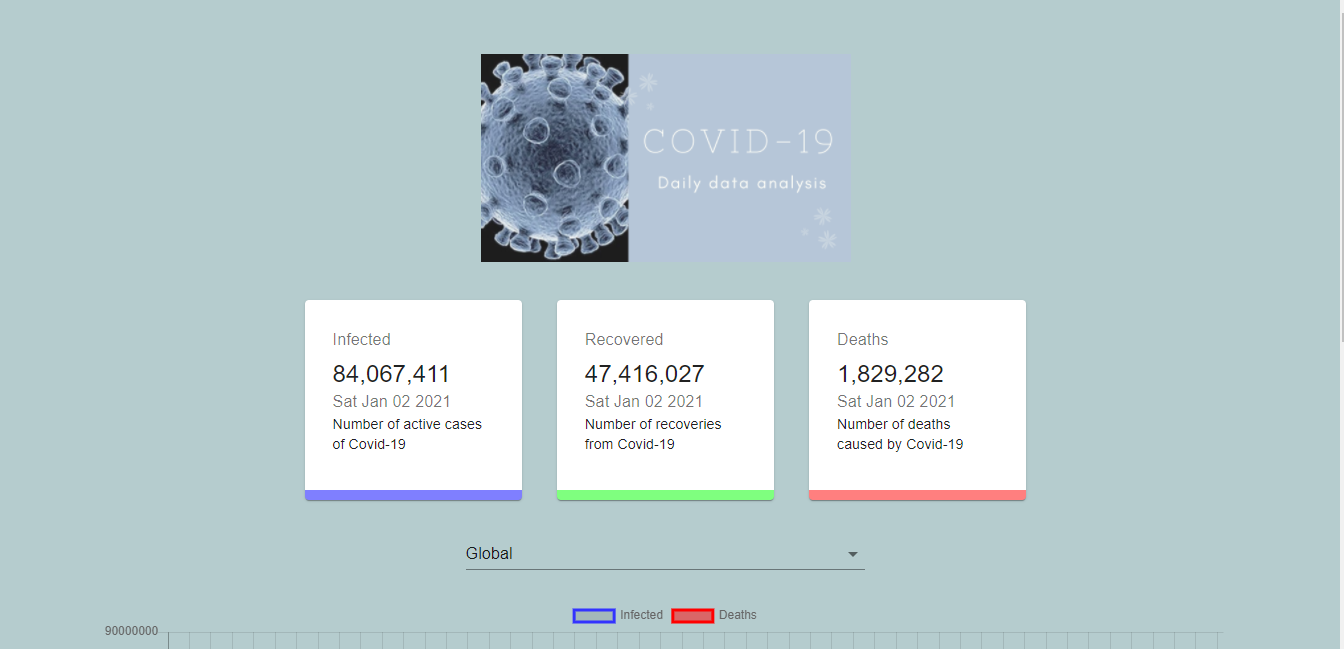 COVID-19
Daily data analysis
Infected
84,067,411
Sat Jan 02 2021
Number of active cases
of Covid-19
Recovered
47,416,027
Sat Jan 02 2021
Number of recoveries
from Covid-19
Deaths
1,829,282
Sat Jan 02 2021
Number of deaths
caused by Covid-19
Global
Infected Deaths
90000000